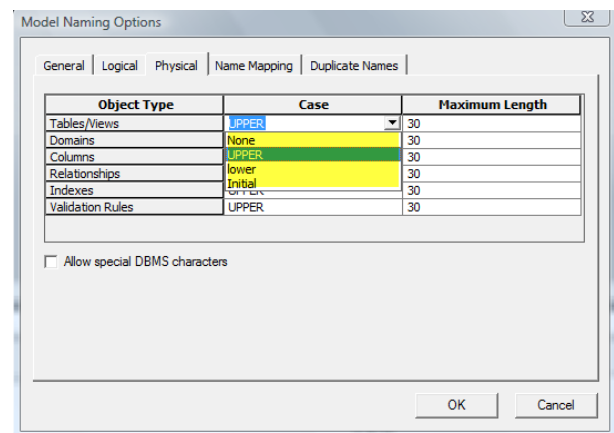 Model Naming Options
General Logical Physical Name Mapping Duplicate Names
Object Type Case Maximum Length
Tables/Views UPPER 30
Domains None 30
Columns UPPER 30
Relationships lower 30
Indexes Initial 30
Validation Rules UPPER 30
Allow special DBMS characters
OK Cancel